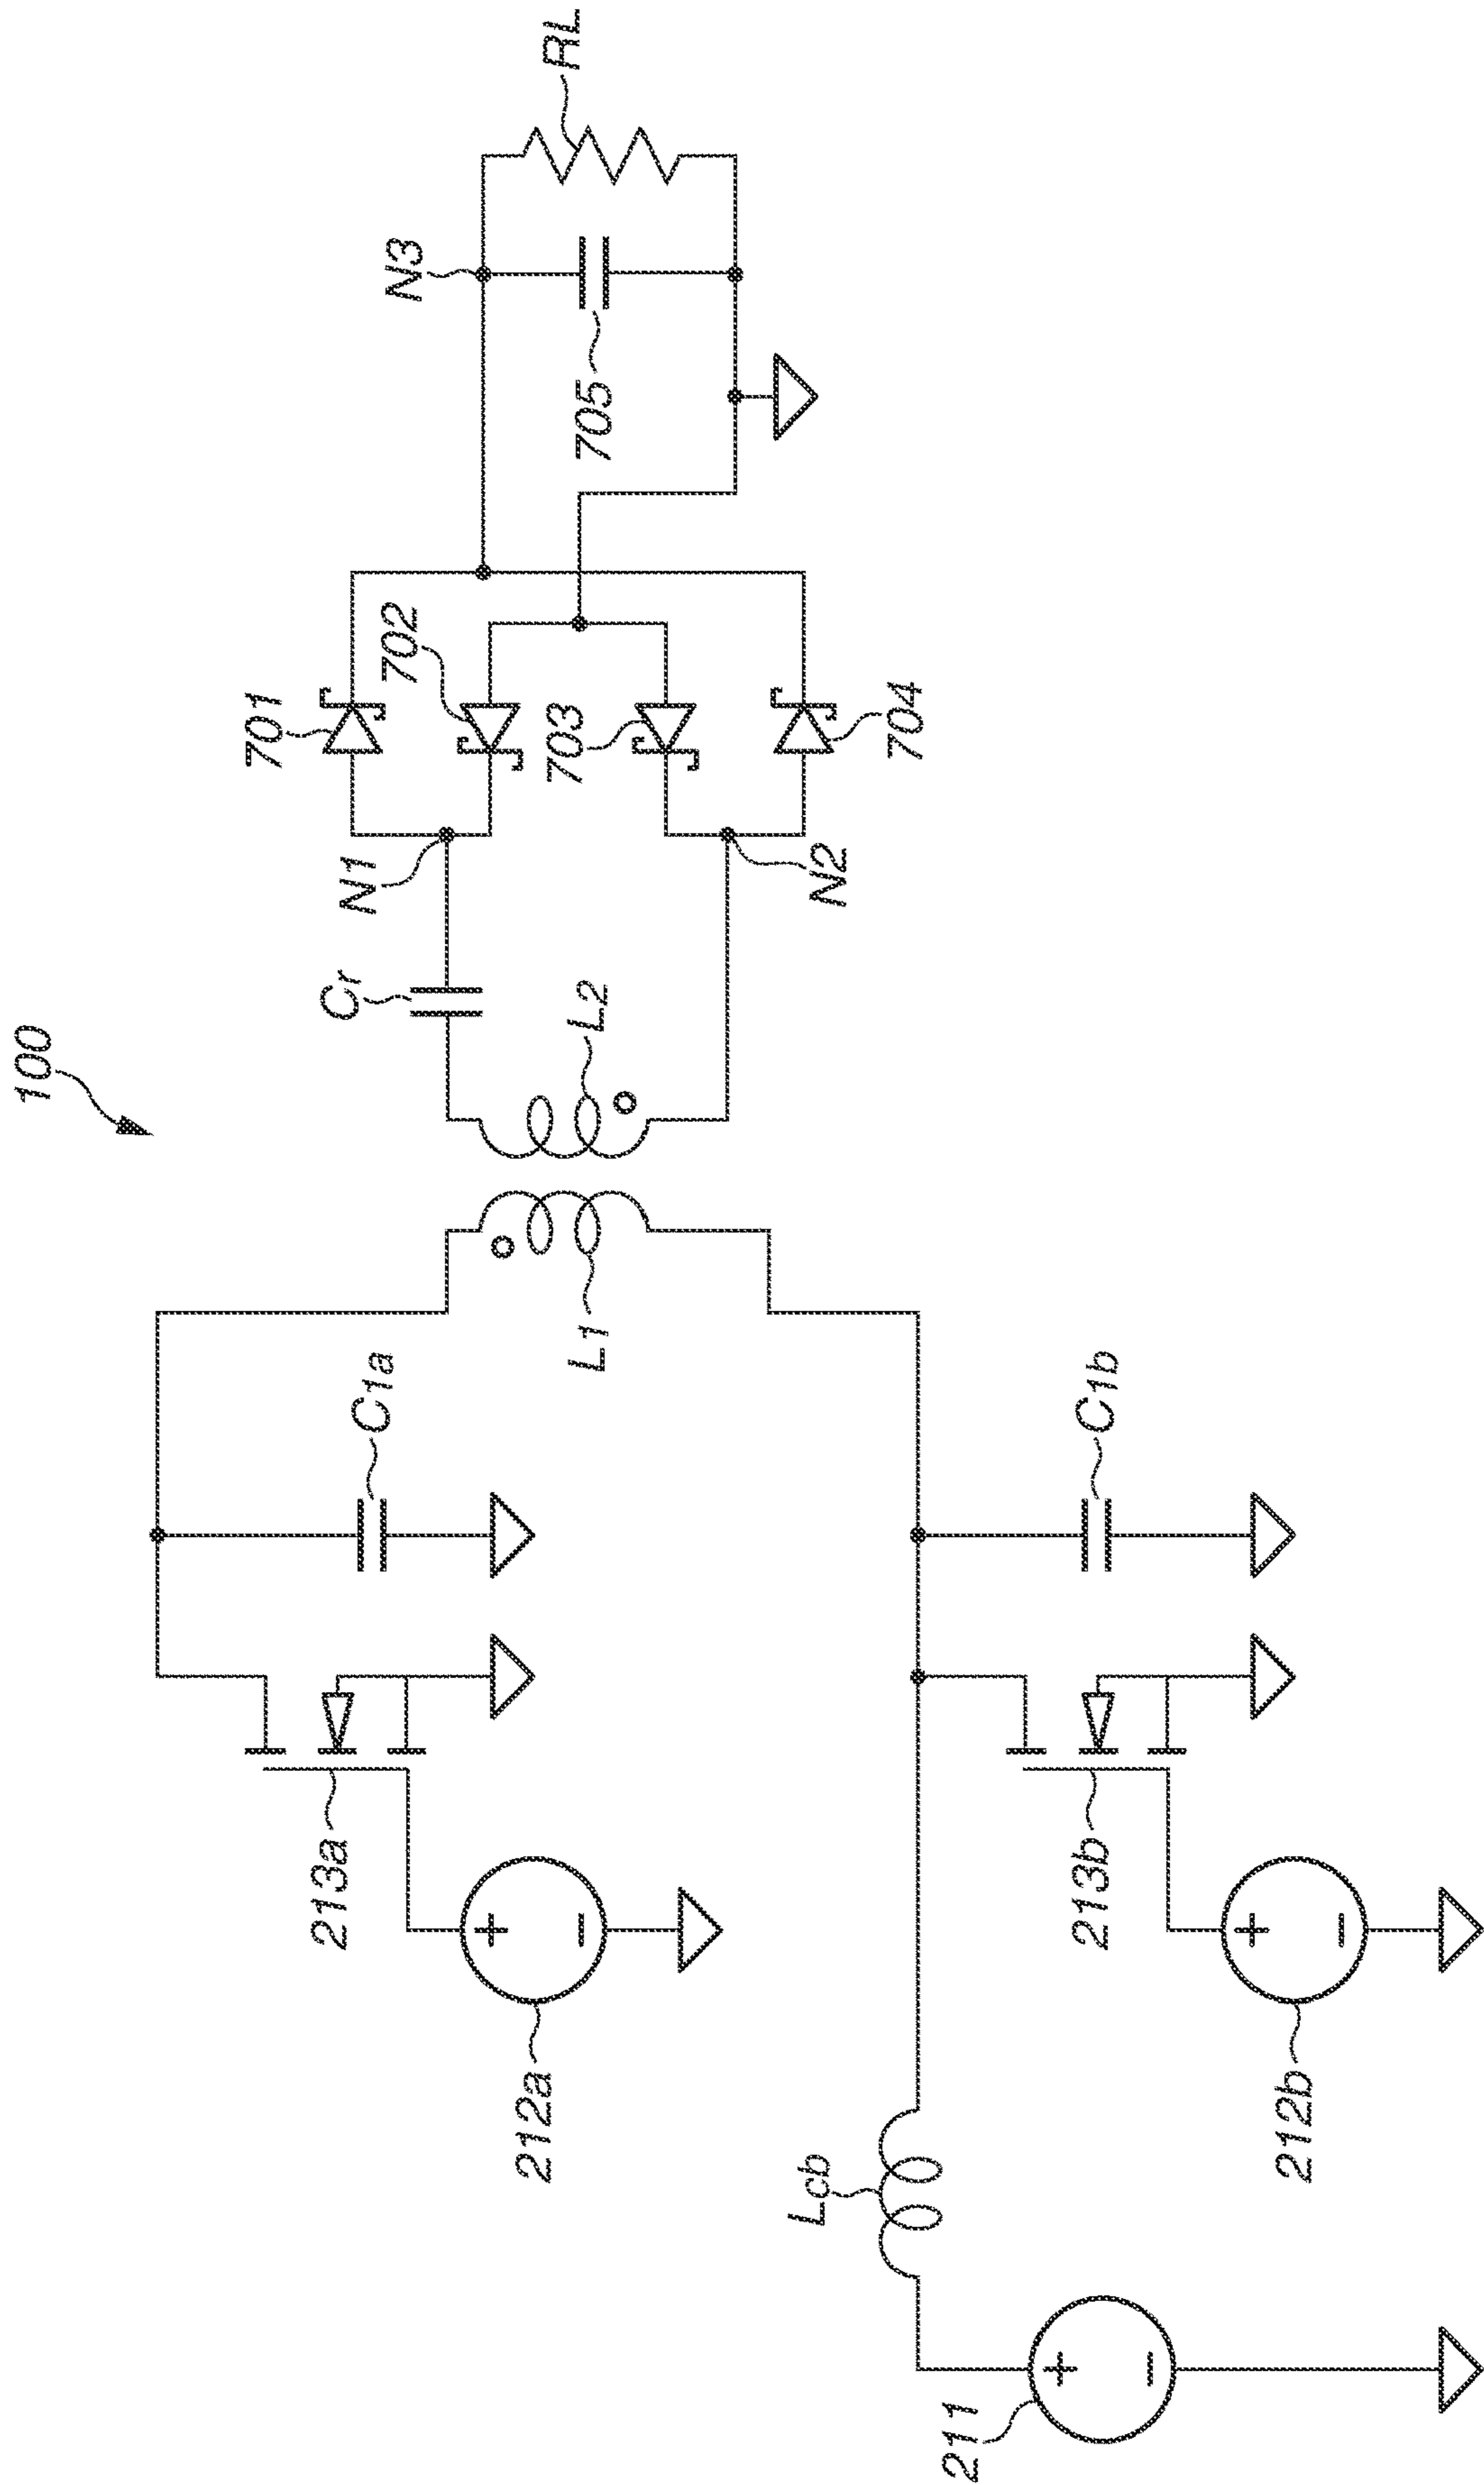 100
RL
N3
705
701
702
703
704
N1
N2
Cr
L2
L1
C1a
C1b
213a
213b
+
−
212a
+
−
212b
Lcb
+
−
211